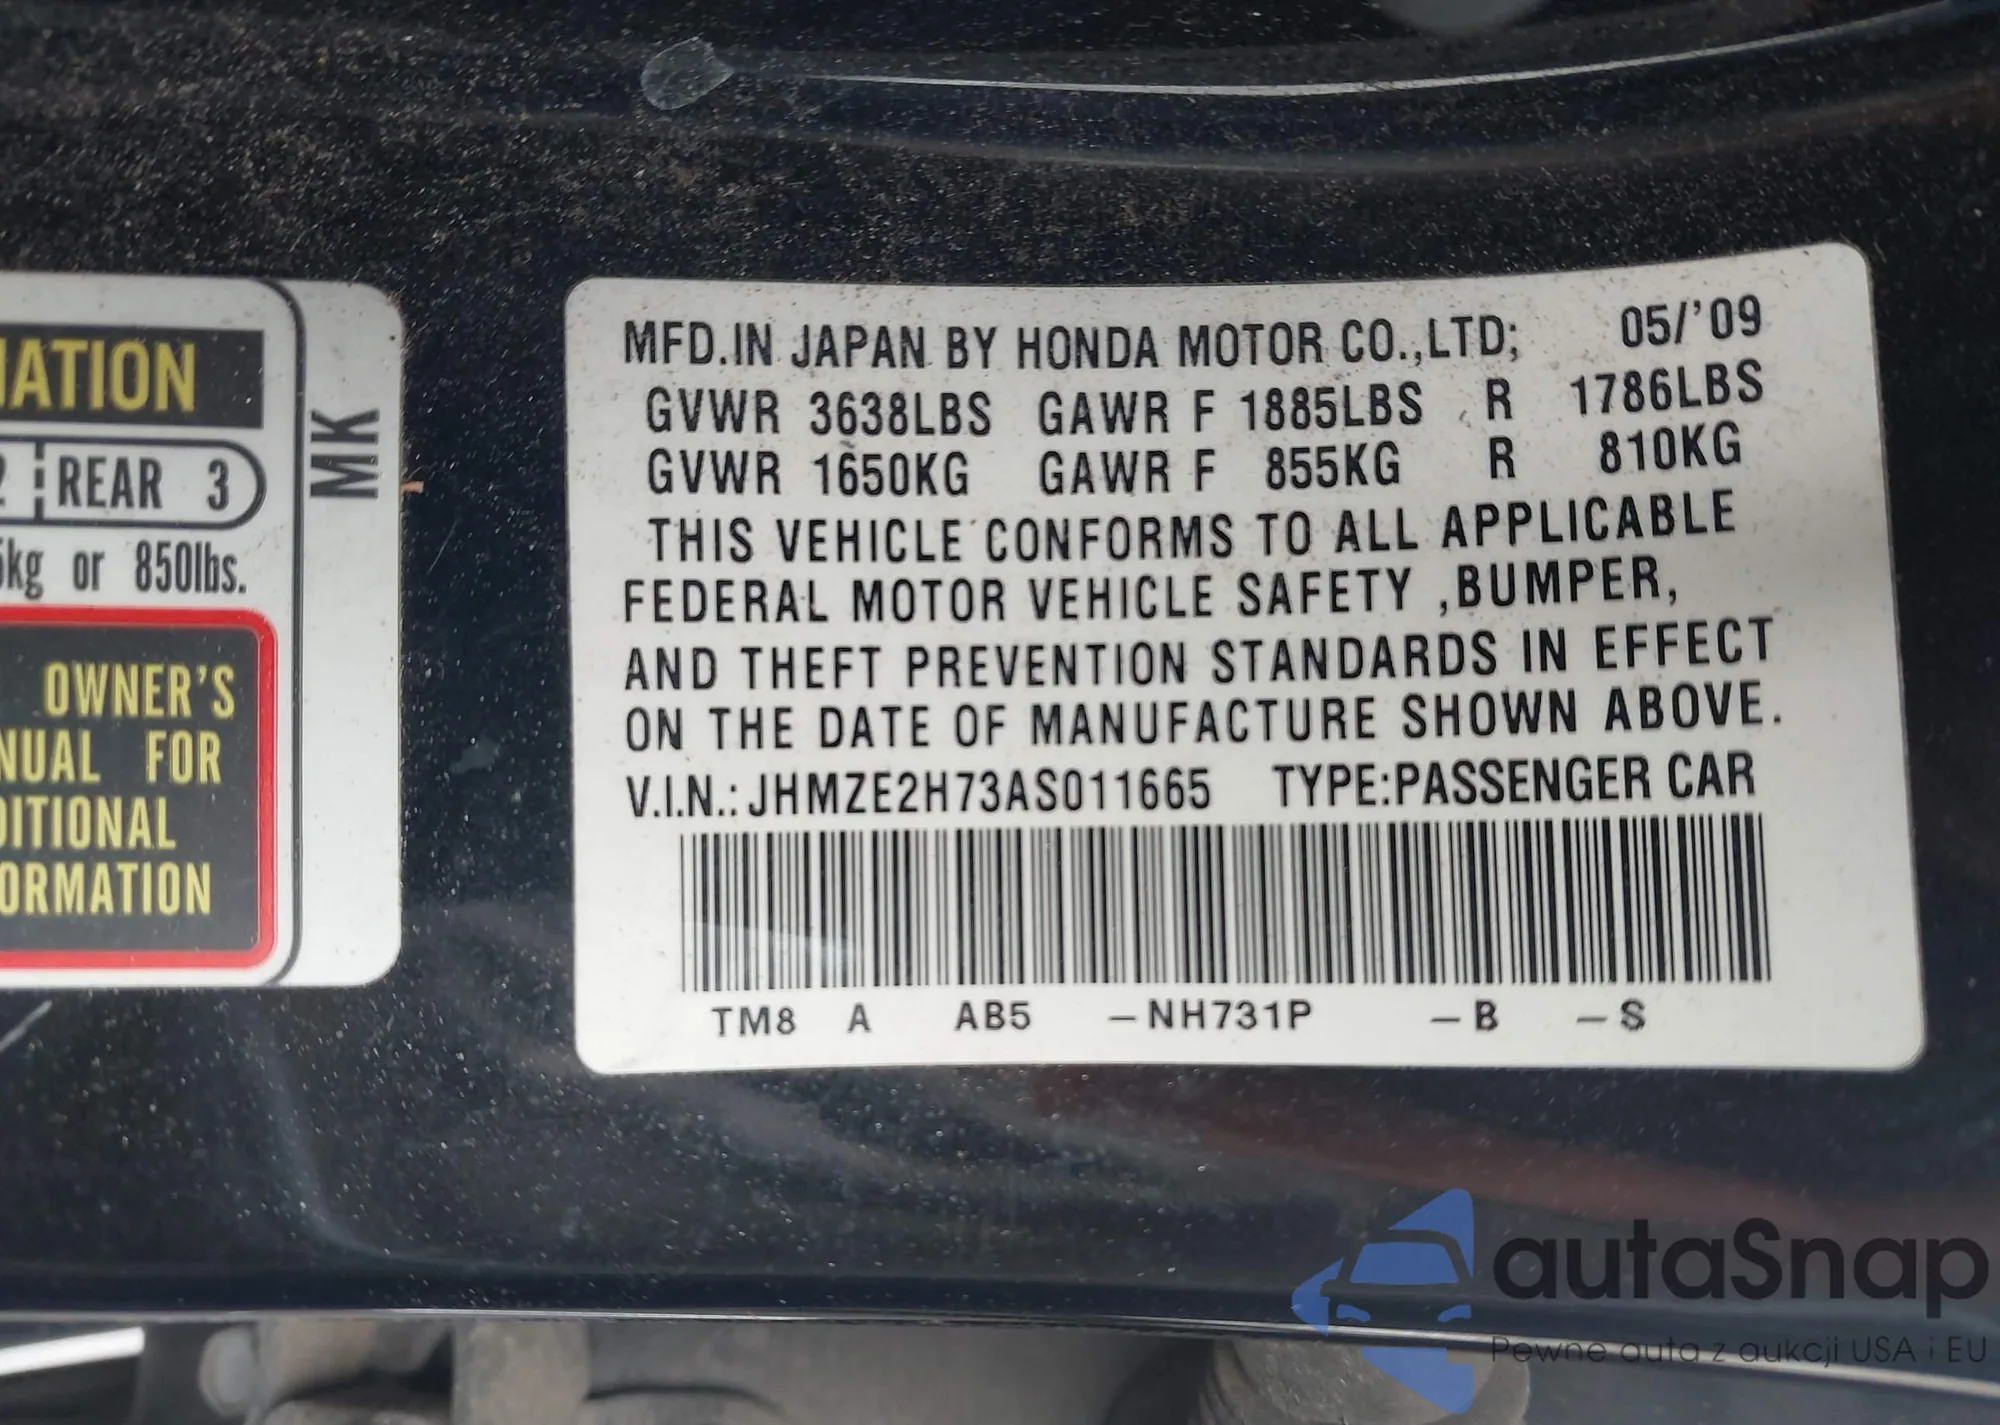 MATION
2 REAR 3
5kg or 850lbs.
OWNER'S
NUAL FOR
DITIONAL
FORMATION
MK
MFD.IN JAPAN BY HONDA MOTOR CO.,LTD; 05/'09
GVWR 3638LBS GAWR F 1885LBS R 1786LBS
GVWR 1650KG GAWR F 855KG R 810KG
THIS VEHICLE CONFORMS TO ALL APPLICABLE
FEDERAL MOTOR VEHICLE SAFETY ,BUMPER,
AND THEFT PREVENTION STANDARDS IN EFFECT
ON THE DATE OF MANUFACTURE SHOWN ABOVE.
V.I.N.: JHMZE2H73AS011665 TYPE:PASSENGER CAR
TM8 A AB5 -NH731P -B -S
autaSnap
Pewne auta z aukcji USA i EU